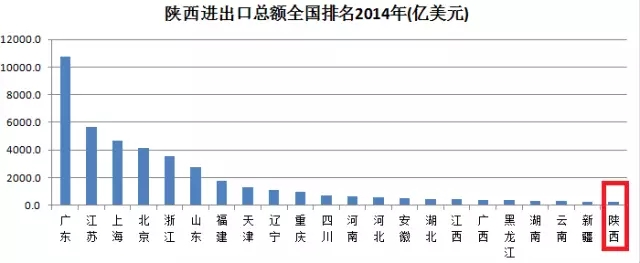 陕西进出口总额全国排名2014年(亿美元)
12000.0
10000.0
8000.0
6000.0
4000.0
2000.0
0.0
广东
江苏
上海
北京
浙江
山东
福建
天津
辽宁
重庆
四川
河南
河北
安徽
湖北
江西
广西
黑龙江
湖南
云南
新疆
陕西